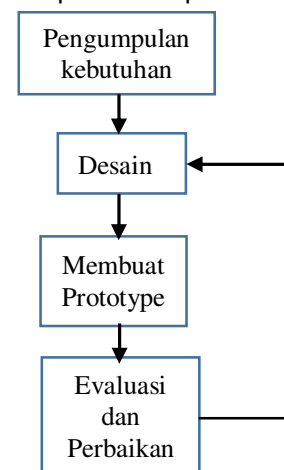 Pengumpulan
kebutuhan
Desain
Membuat
Prototype
Evaluasi
dan
Perbaikan